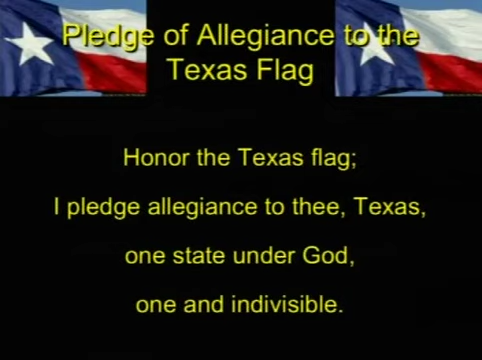 Pledge of Allegiance to the
Texas Flag
Honor the Texas flag;
I pledge allegiance to thee, Texas,
one state under God,
one and indivisible.